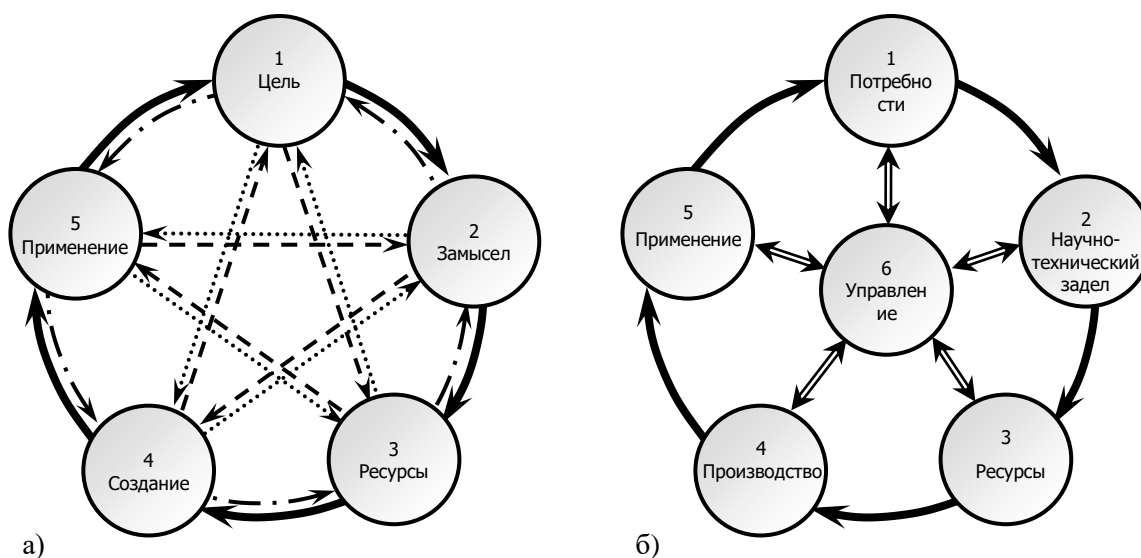 1
Цель
2
Замысел
3
Ресурсы
4
Создание
5
Применение
а)
1
Потребно
сти
2
Научно-
технический
задел
3
Ресурсы
4
Производство
5
Применение
6
Управлен
ие
б)